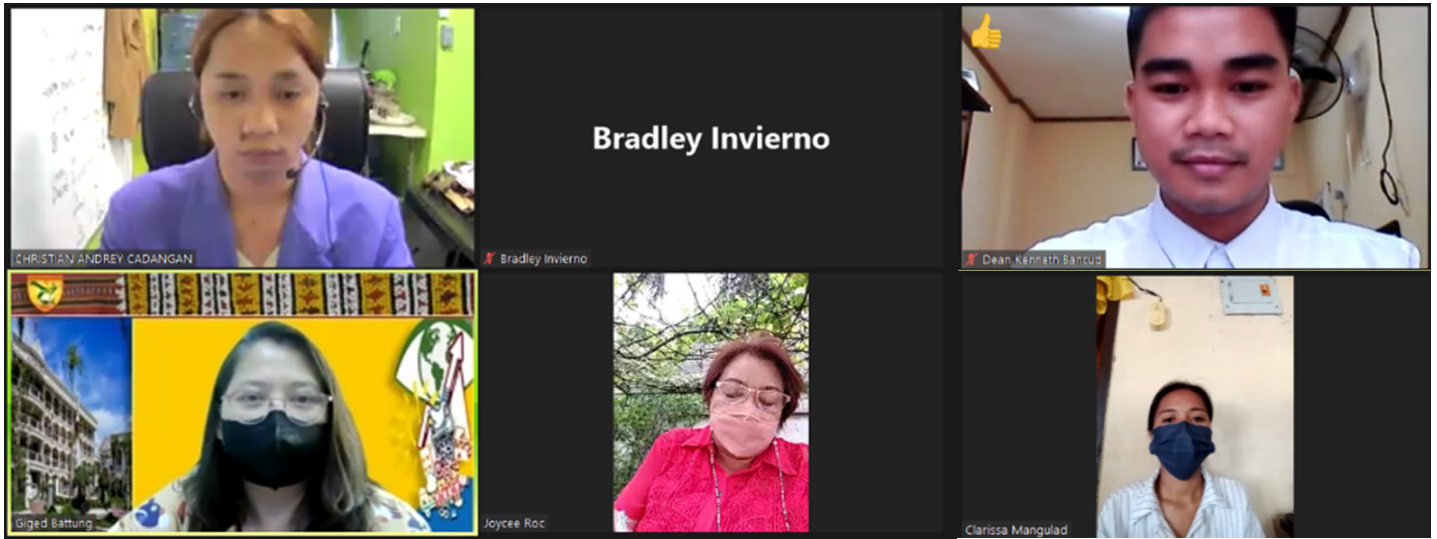 CHRISTIAN ANDREY CADANGAN
Bradley Invierno
Bradley Invierno
Dean Kenneth Bancud
Giged Battung
Joycee Roc
Clarissa Mangulad